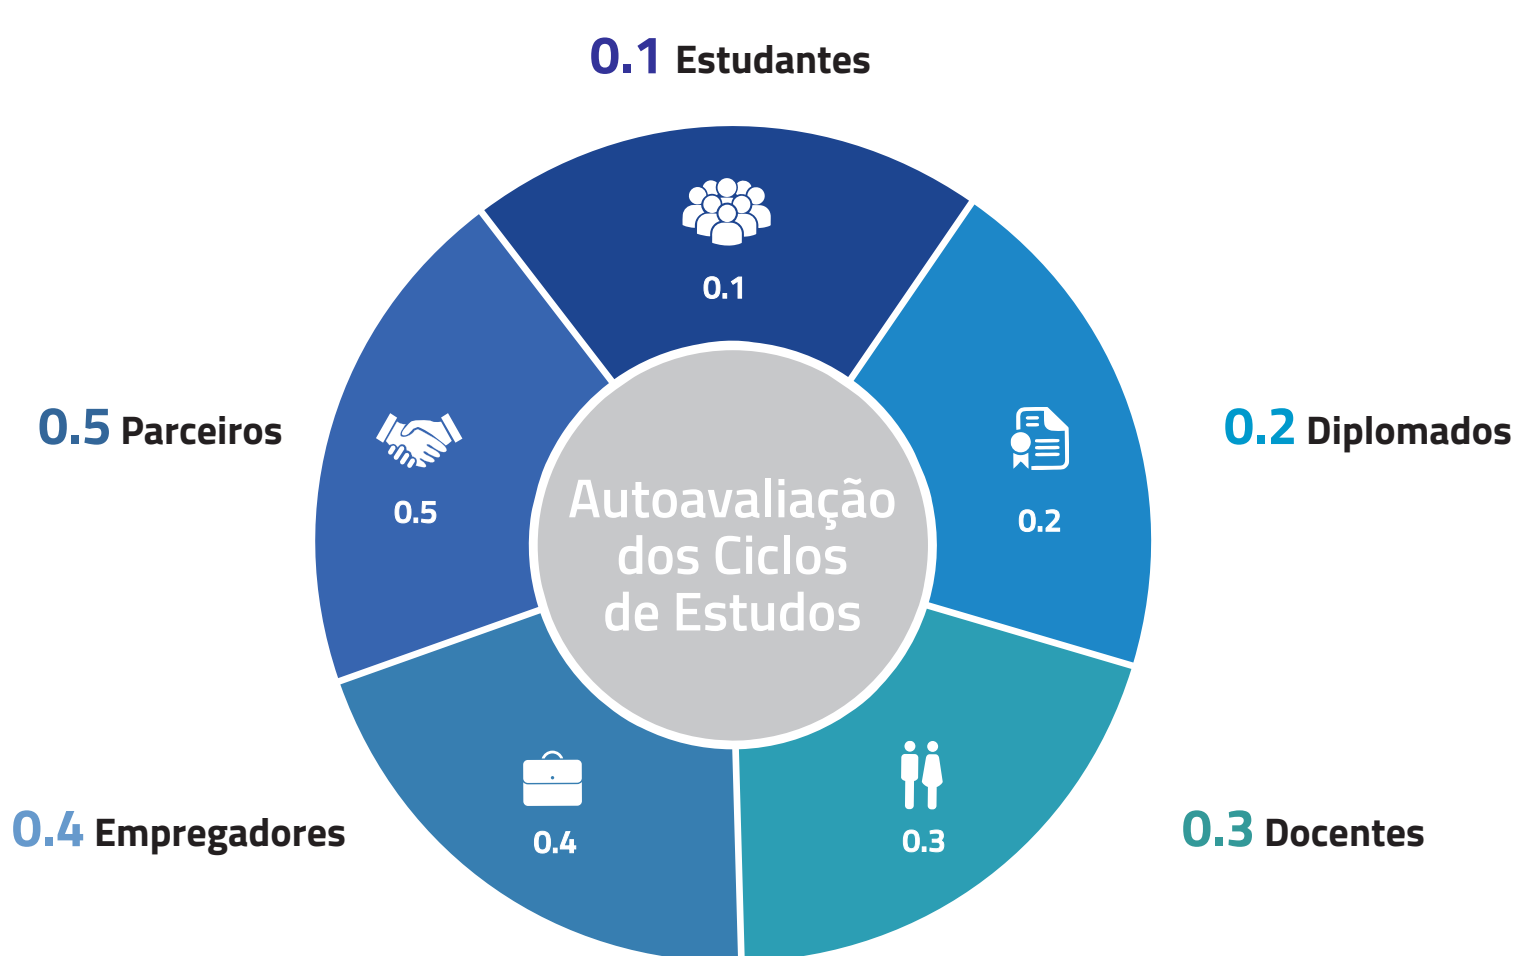 0.1 Estudantes
0.1
0.5 Parceiros
0.2 Diplomados
0.5
0.2
Autoavaliação
dos Ciclos
de Estudos
0.4 Empregadores
0.3 Docentes
0.4
0.3